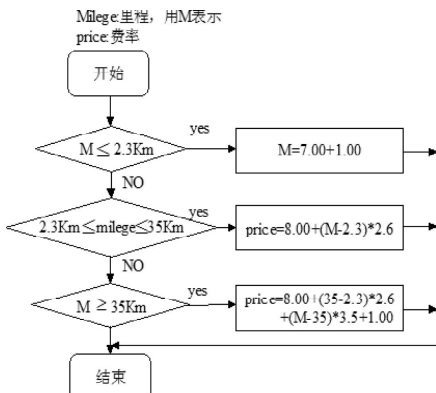 Milege:里程，用M表示
price:费率
开始
M ≤ 2.3Km
yes
M=7.00+1.00
NO
2.3Km≤milege≤35Km
yes
price=8.00+(M-2.3)*2.6
NO
M ≥ 35Km
yes
price=8.00+(35-2.3)*2.6
+(M-35)*3.5+1.00
结束